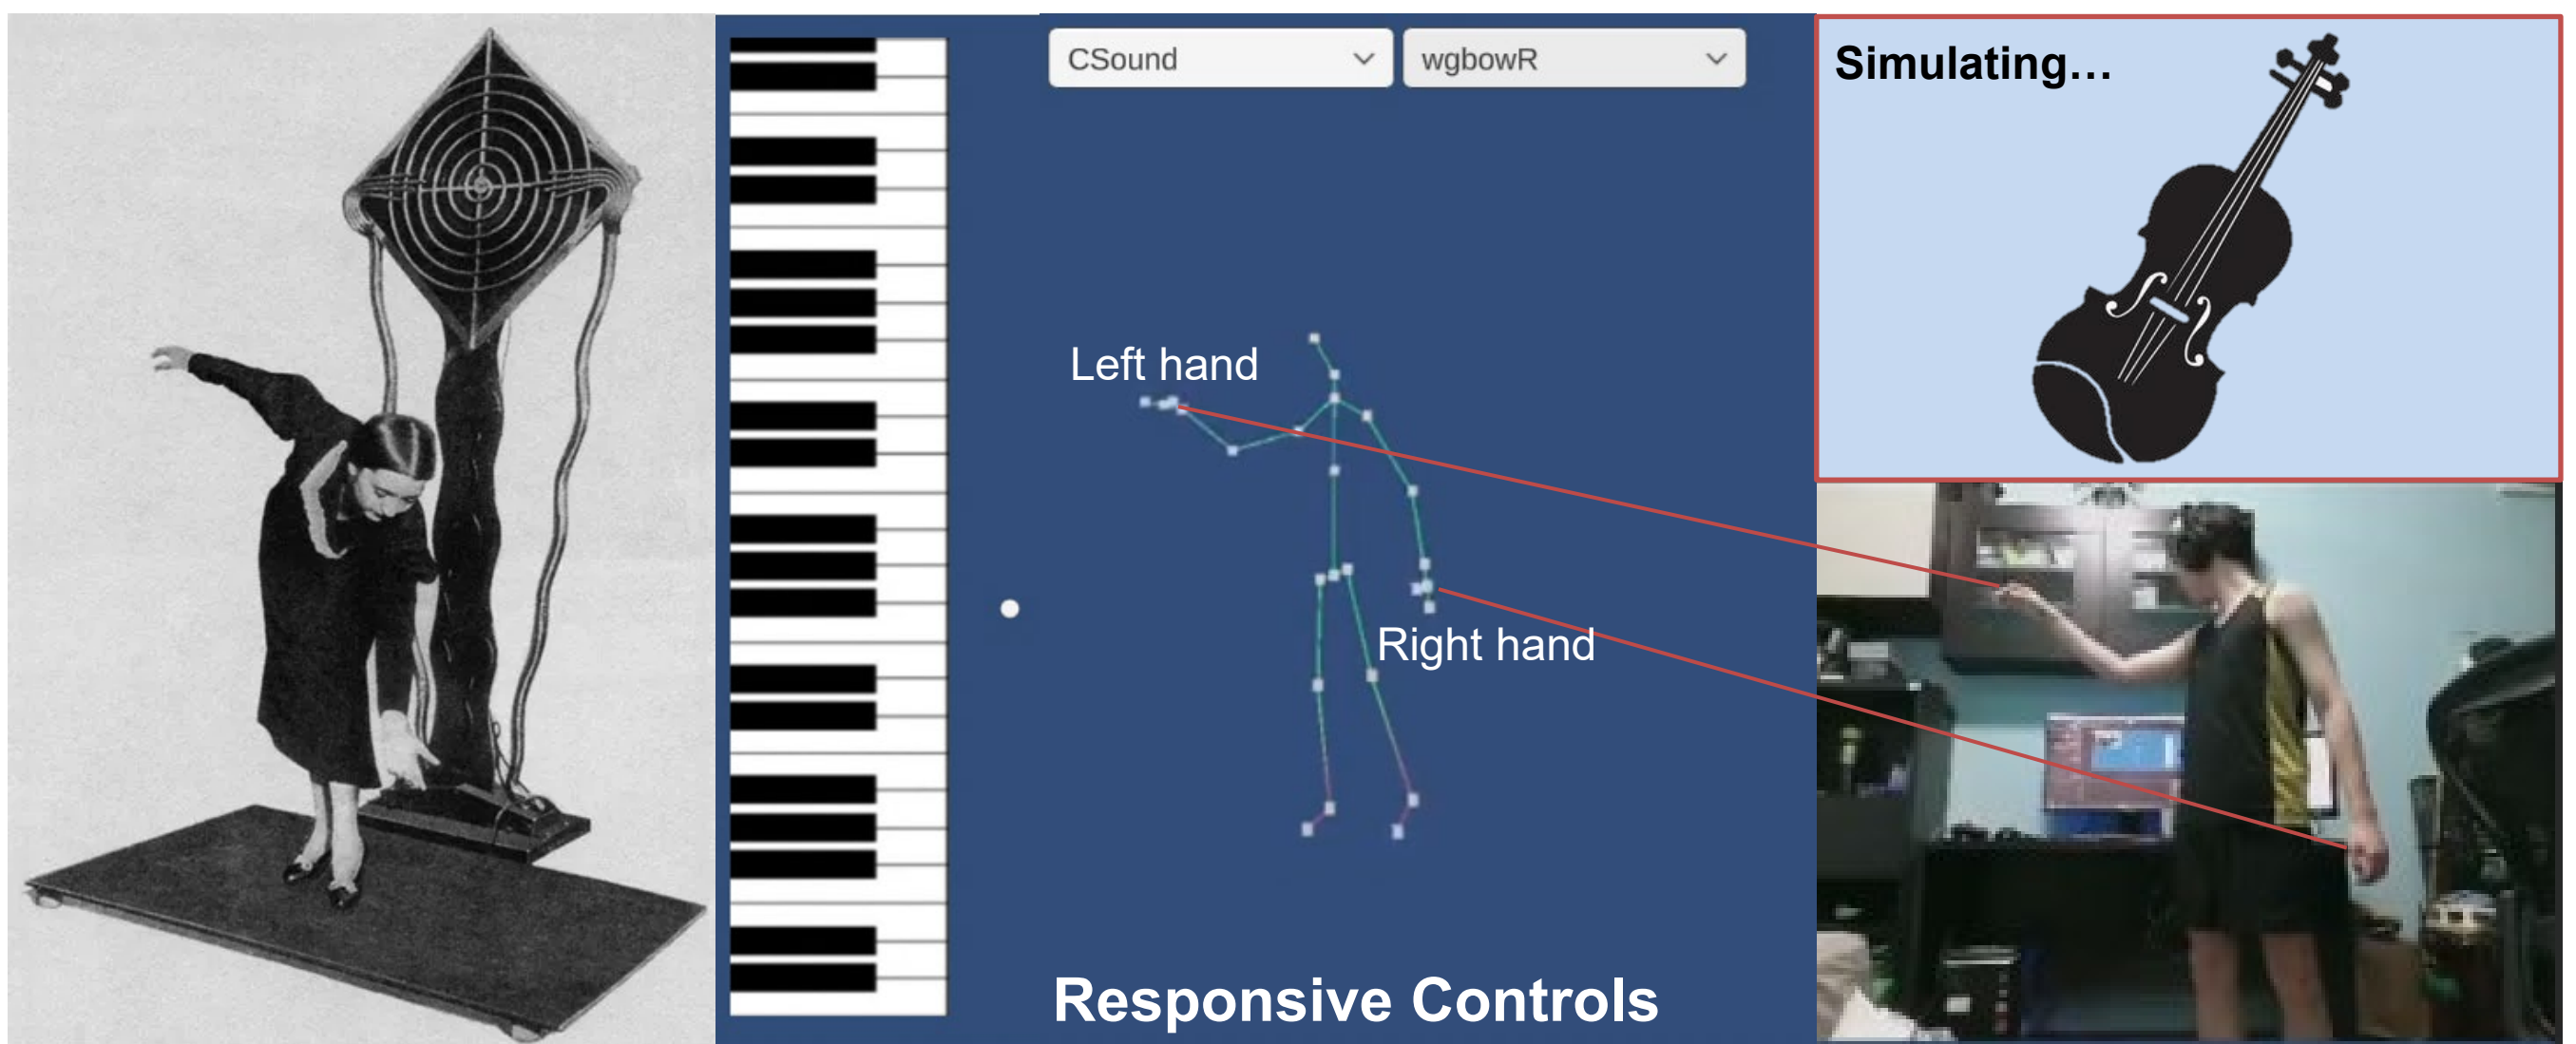 CSound
wgbowR
Simulating…
Left hand
Right hand
Responsive Controls